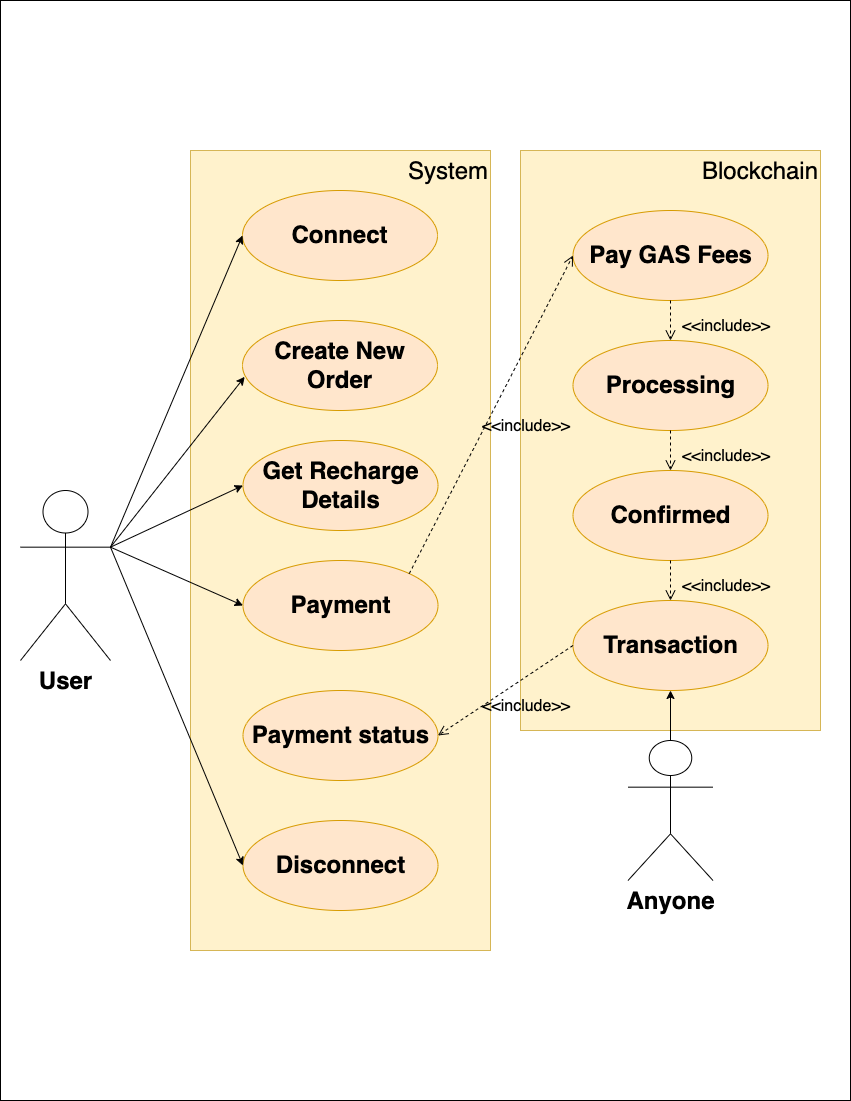 System
Connect
Create New
Order
Get Recharge
Details
Payment
Payment status
Disconnect
User
<<include>>
<<include>>
Blockchain
Pay GAS Fees
<<include>>
Processing
<<include>>
Confirmed
<<include>>
Transaction
Anyone